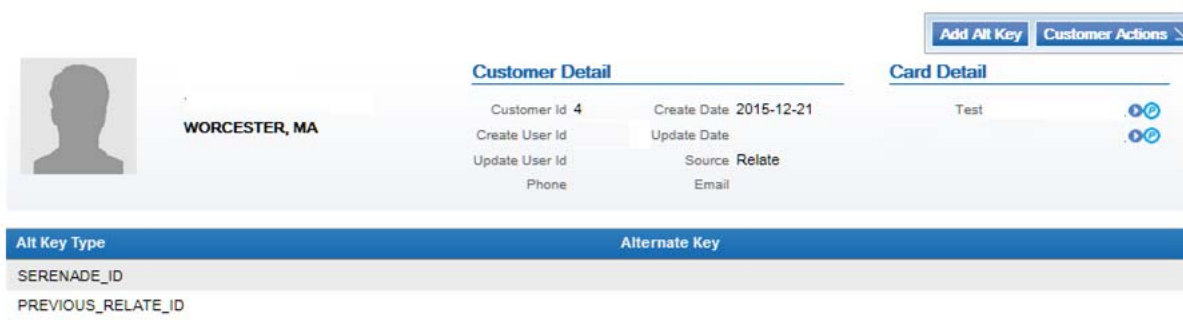 Add Alt Key Customer Actions
Customer Detail Card Detail
WORCESTER, MA
Customer Id 4 Create Date 2015-12-21 Test
Create User Id Update Date
Update User Id Source Relate
Phone Email
Alt Key Type Alternate Key
SERENADE_ID
PREVIOUS_RELATE_ID